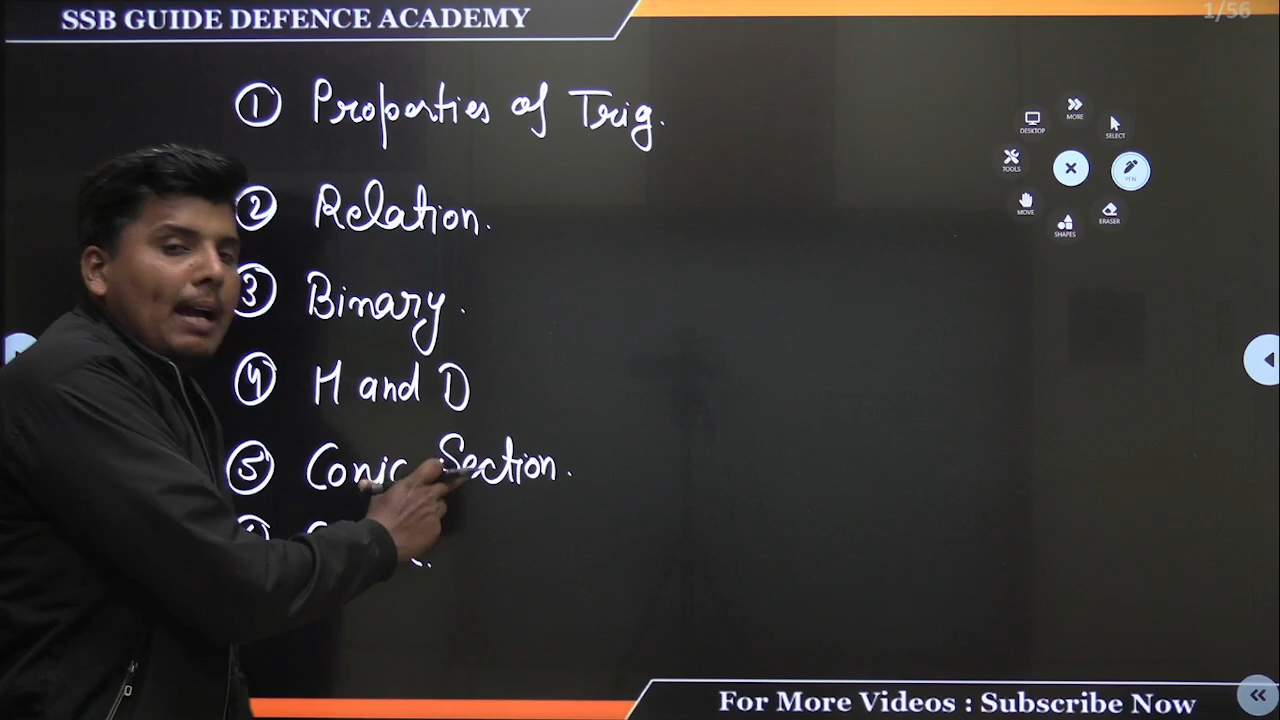 SSB GUIDE DEFENCE ACADEMY
1/56
① Properties of Trig.
② Relation.
③ Binary.
④ H and D
⑤ Conic Section.
MORE
DESKTOP
SELECT
TOOLS
PEN
MOVE
ERASER
SHAPES
For More Videos : Subscribe Now